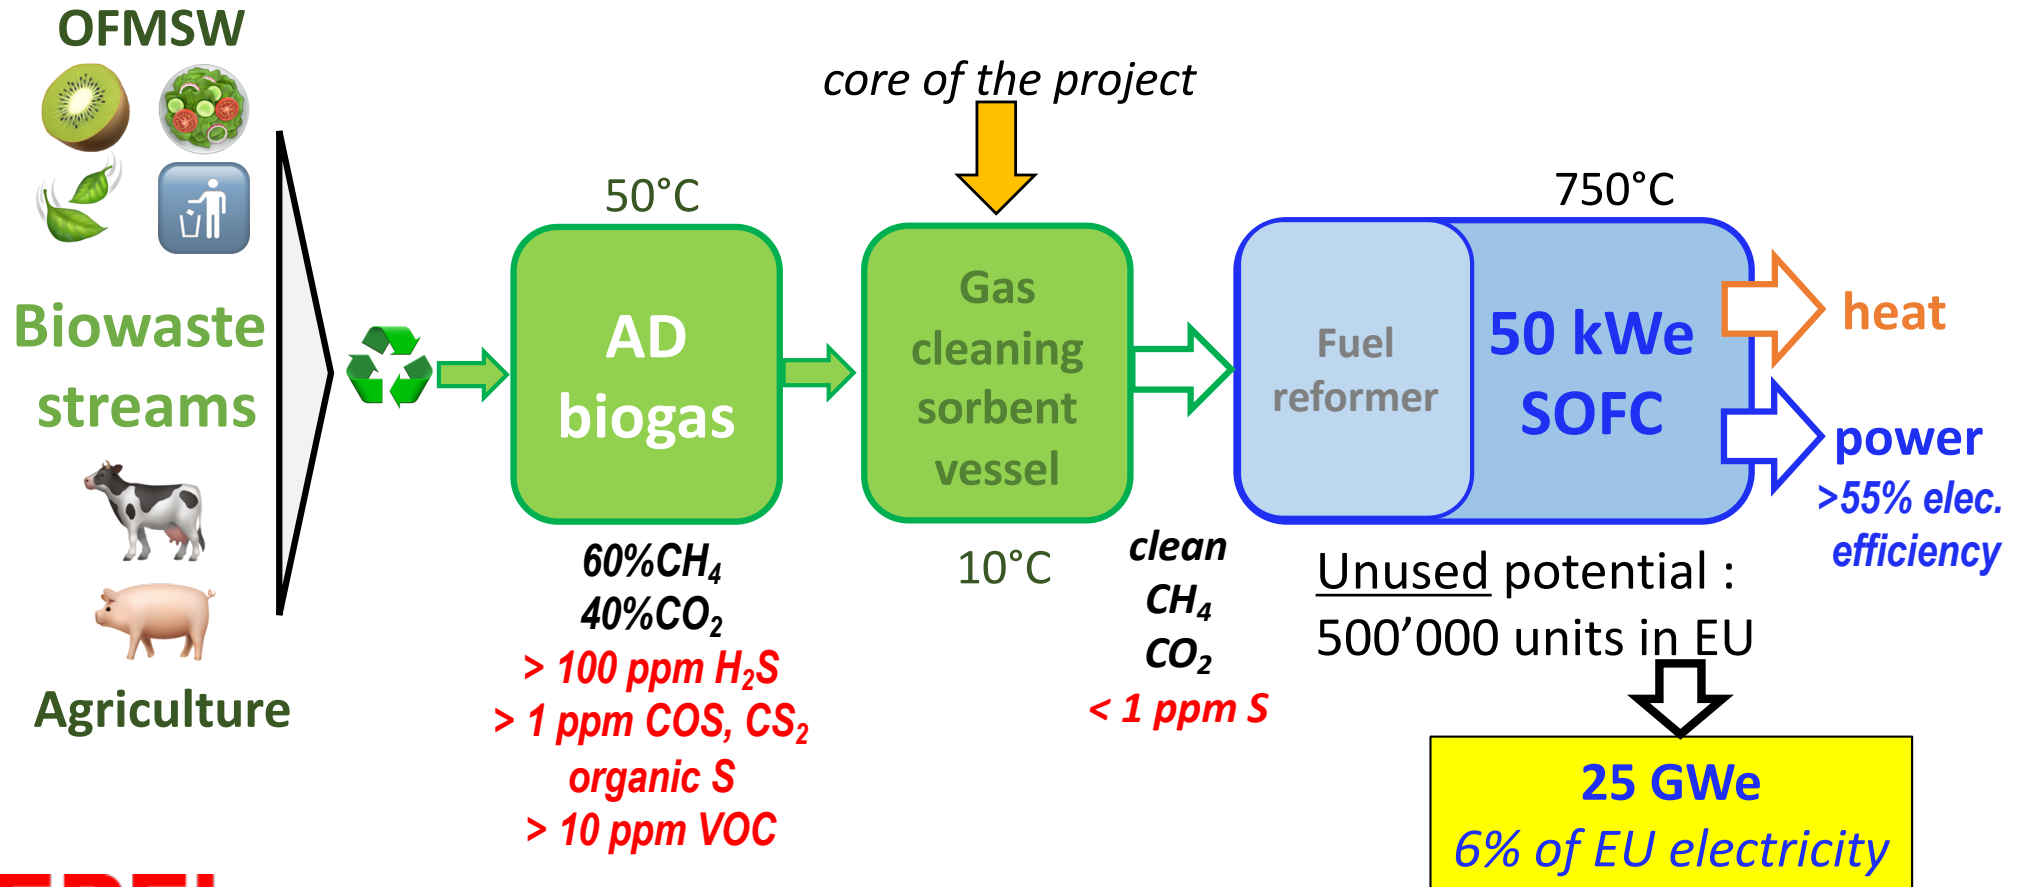 OFMSW
Biowaste
streams
Agriculture
50°C
AD
biogas
60%CH₄
40%CO₂
> 100 ppm H₂S
> 1 ppm COS, CS₂
organic S
> 10 ppm VOC
core of the project
Gas
cleaning
sorbent
vessel
10°C
clean
CH₄
CO₂
< 1 ppm S
750°C
Fuel
reformer
50 kWe
SOFC
heat
power
>55% elec.
efficiency
Unused potential :
500’000 units in EU
25 GWe
6% of EU electricity